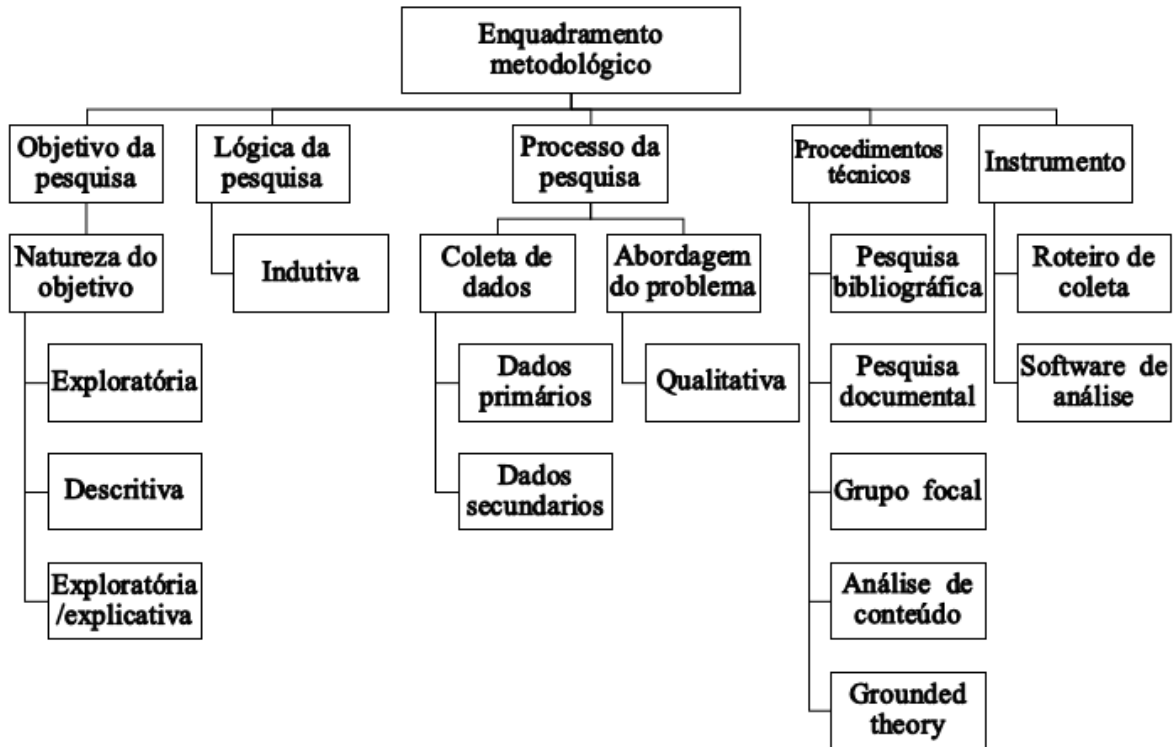 Enquadramento
metodológico
Objetivo da
pesquisa
Lógica da
pesquisa
Processo da
pesquisa
Procedimentos
técnicos
Instrumento
Natureza do
objetivo
Indutiva
Coleta de
dados
Abordagem
do problema
Pesquisa
bibliográfica
Roteiro de
coleta
Exploratória
Dados
primários
Qualitativa
Pesquisa
documental
Software de
análise
Descritiva
Dados
secundarios
Grupo focal
Exploratória
/explicativa
Análise de
conteúdo
Grounded
theory